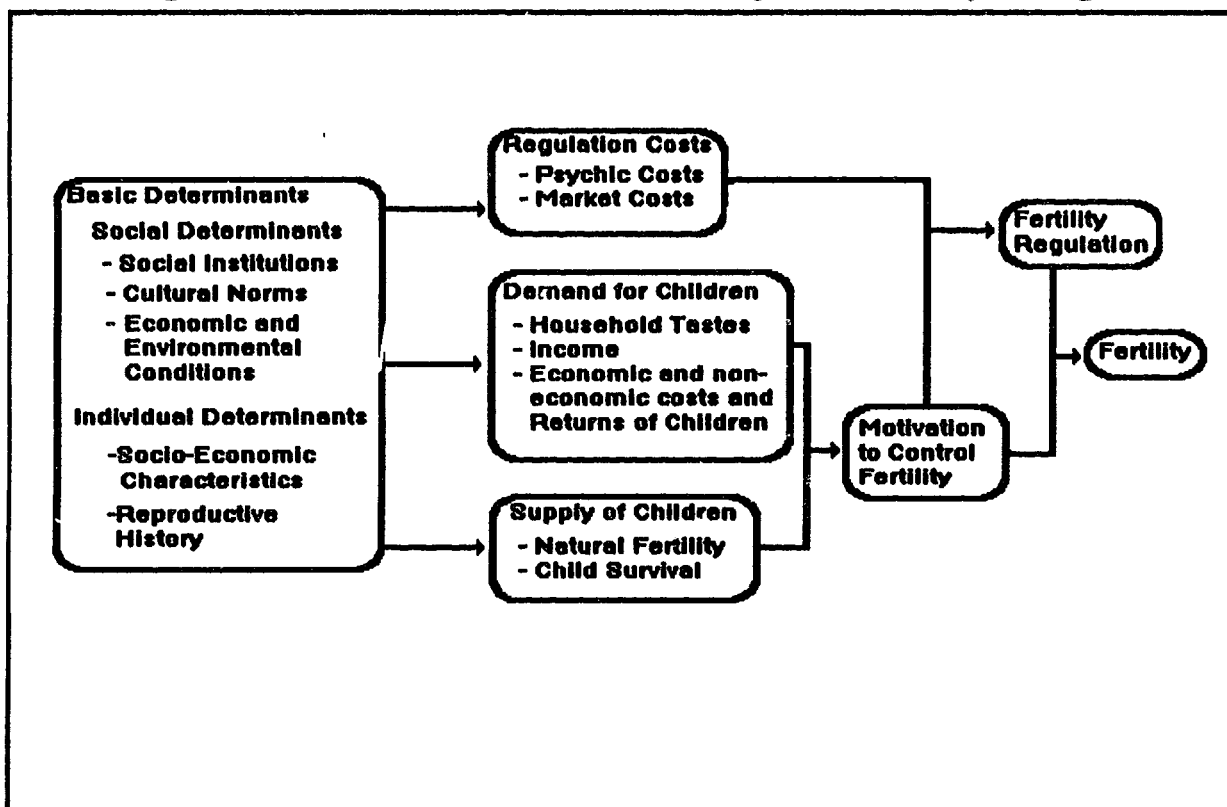 Basic Determinants
Social Determinants
- Social Institutions
- Cultural Norms
- Economic and
Environmental
Conditions
Individual Determinants
-Socio-Economic
Characteristics
-Reproductive
History
Regulation Costs
- Psychic Costs
- Market Costs
Demand for Children
- Household Tastes
- Income
- Economic and non-
economic costs and
Returns of Children
Supply of Children
- Natural Fertility
- Child Survival
Motivation
to Control
Fertility
Fertility
Regulation
Fertility